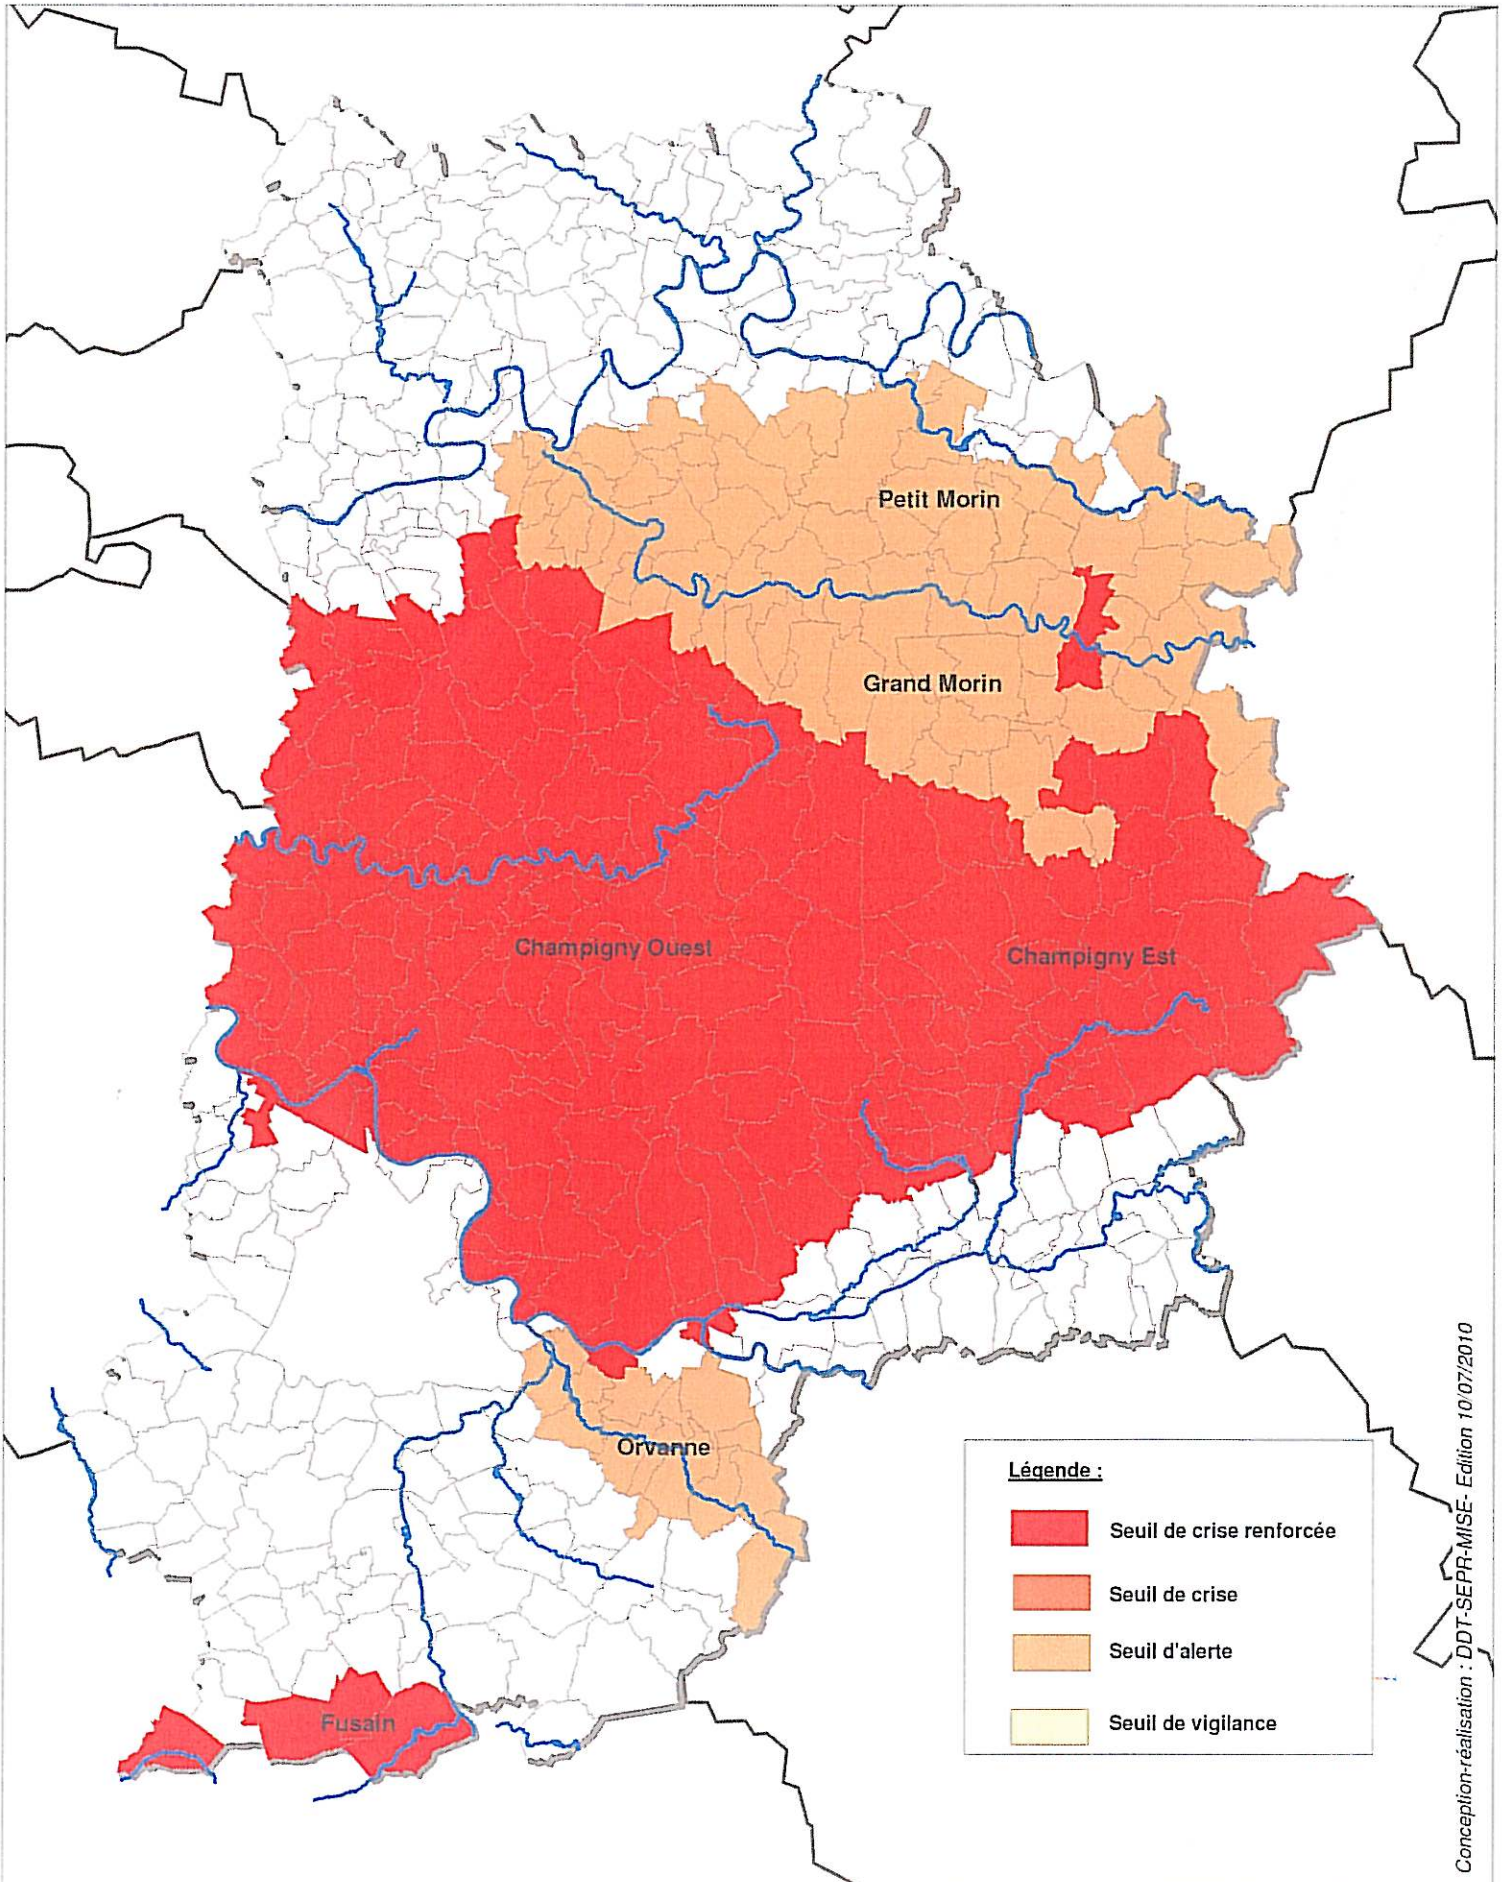 Petit Morin
Grand Morin
Champigny Ouest
Champigny Est
Orvanne
Fusain
Légende :
Seuil de crise renforcée
Seuil de crise
Seuil d'alerte
Seuil de vigilance
Conception-réalisation : DDT-SEPR-MISE- Edition 10/07/2010